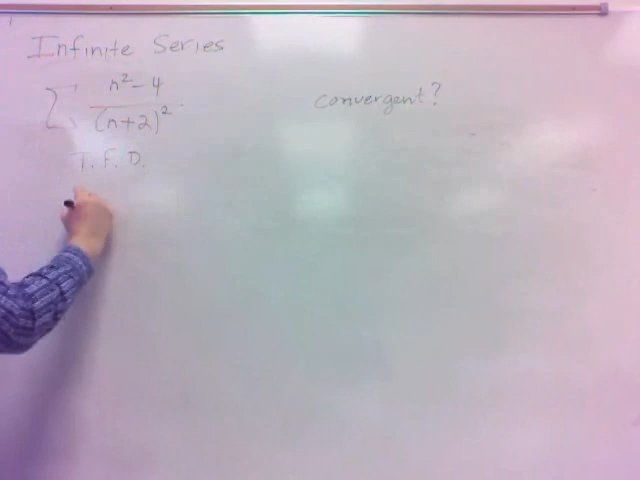 Infinite Series
∑ (n²-4)/(n+2)²
convergent?
T.F.D.